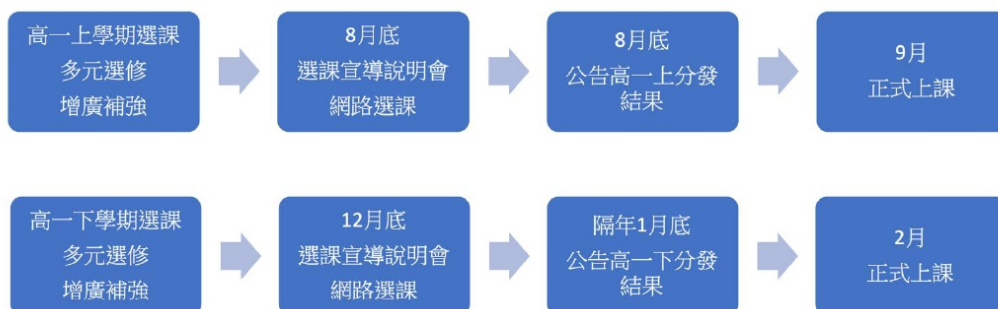 高一上學期選課
多元選修
增廣補強
8月底
選課宣導說明會
網路選課
8月底
公告高一上分發
結果
9月
正式上課
高一下學期選課
多元選修
增廣補強
12月底
選課宣導說明會
網路選課
隔年1月底
公告高一下分發
結果
2月
正式上課